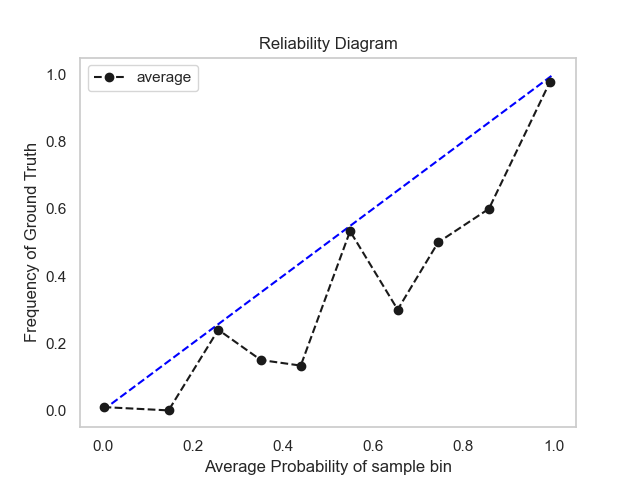 Reliability Diagram
average
Frequency of Ground Truth
1.0
0.8
0.6
0.4
0.2
0.0
0.0 0.2 0.4 0.6 0.8 1.0
Average Probability of sample bin